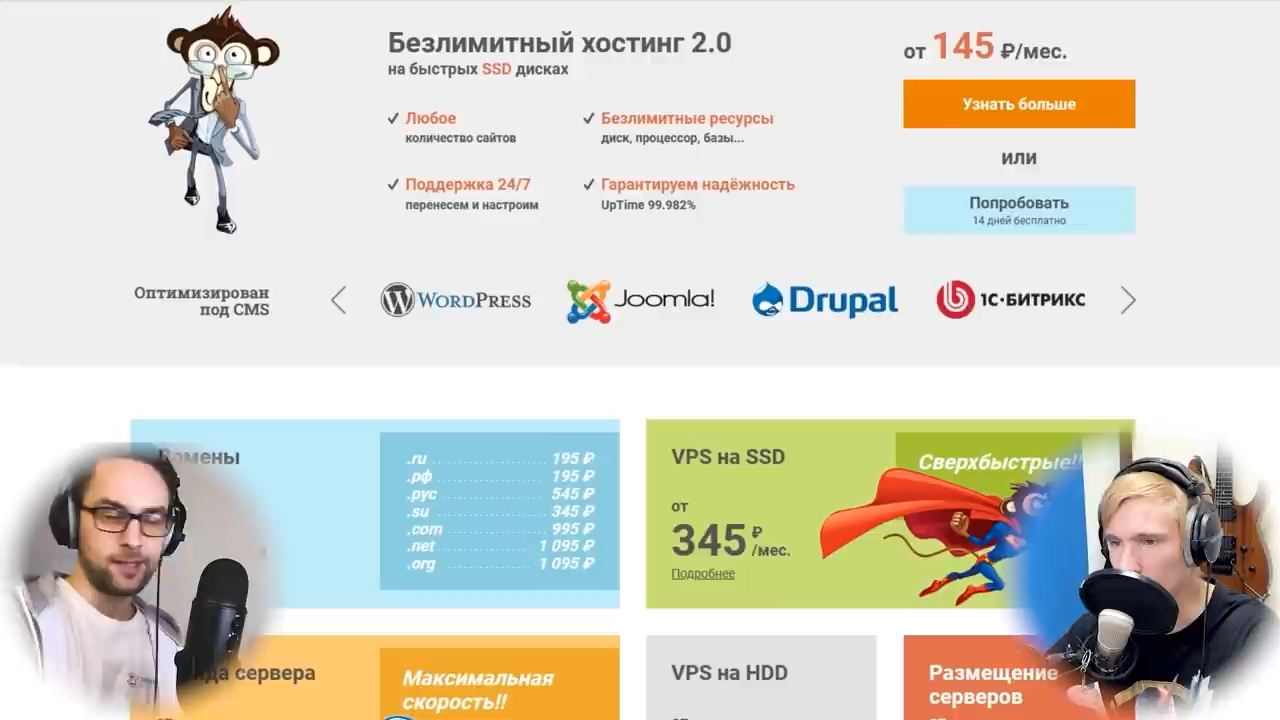 Безлимитный хостинг 2.0
на быстрых SSD дисках
от 145 ₽/мес.
Узнать больше
✓ Любое
количество сайтов
✓ Безлимитные ресурсы
диск, процессор, базы...
или
✓ Поддержка 24/7
перенесем и настроим
✓ Гарантируем надёжность
UpTime 99.982%
Попробовать
14 дней бесплатно
Оптимизирован
под CMS
WORDPRESS
Joomla!
Drupal
1С·БИТРИКС
.ru 195 ₽
.рф 195 ₽
.рус 545 ₽
.su 345 ₽
.com 995 ₽
.net 1 095 ₽
.org 1 095 ₽
VPS на SSD
Сверхбыстрые!!
от
345 ₽/мес.
Подробнее
сервера
Максимальная
скорость!!
VPS на HDD
Размещение
серверов